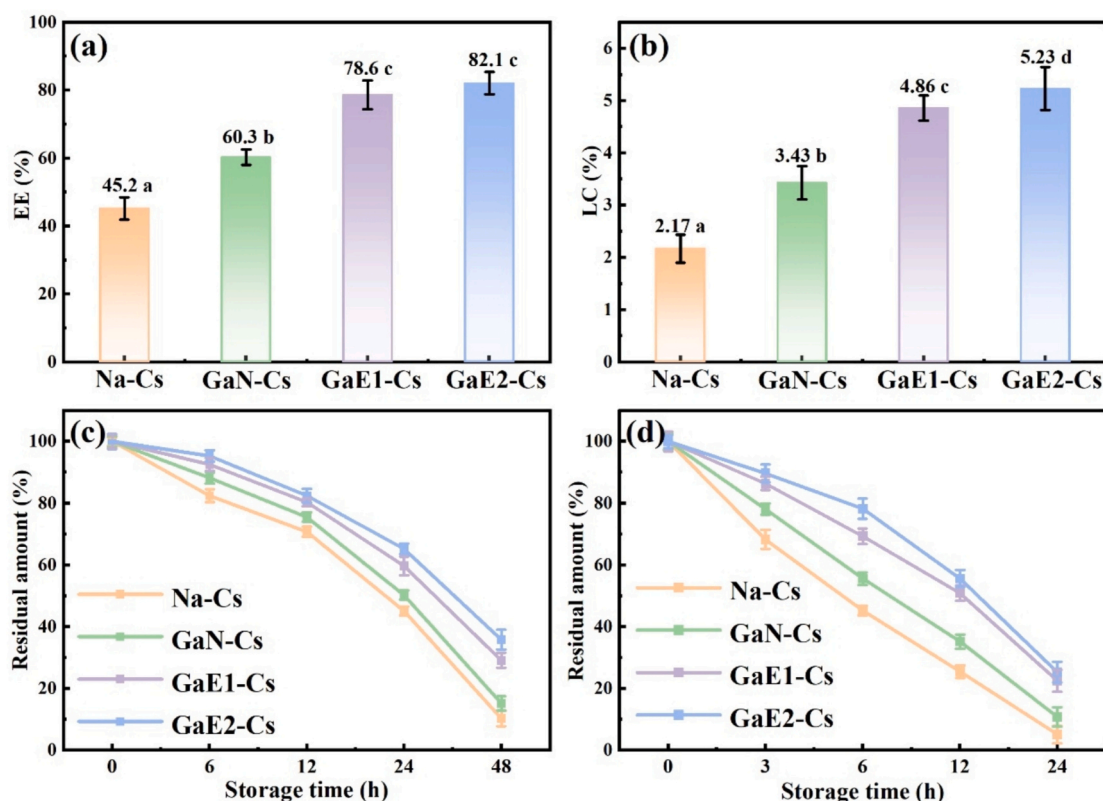 (a)
EE (%)
100
80
60
40
20
0
45.2 a
60.3 b
78.6 c
82.1 c
Na-Cs
GaN-Cs
GaE1-Cs
GaE2-Cs
(b)
LC (%)
6
5
4
3
2
1
0
2.17 a
3.43 b
4.86 c
5.23 d
Na-Cs
GaN-Cs
GaE1-Cs
GaE2-Cs
(c)
Residual amount (%)
100
80
60
40
20
0
Na-Cs
GaN-Cs
GaE1-Cs
GaE2-Cs
0
6
12
24
48
Storage time (h)
(d)
Residual amount (%)
100
80
60
40
20
0
Na-Cs
GaN-Cs
GaE1-Cs
GaE2-Cs
0
3
6
12
24
Storage time (h)